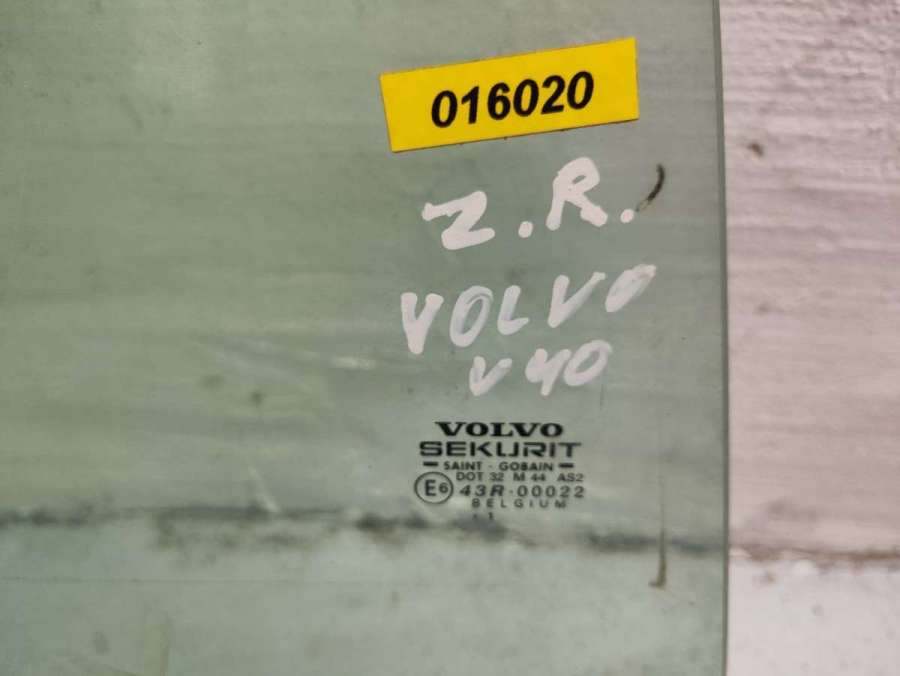 016020
Z.R.
VOLVO
V40
VOLVO
SEKURIT
SAINT - GOBAIN
DOT 32 M 44 AS2
E6 43R-00022
BELGIUM